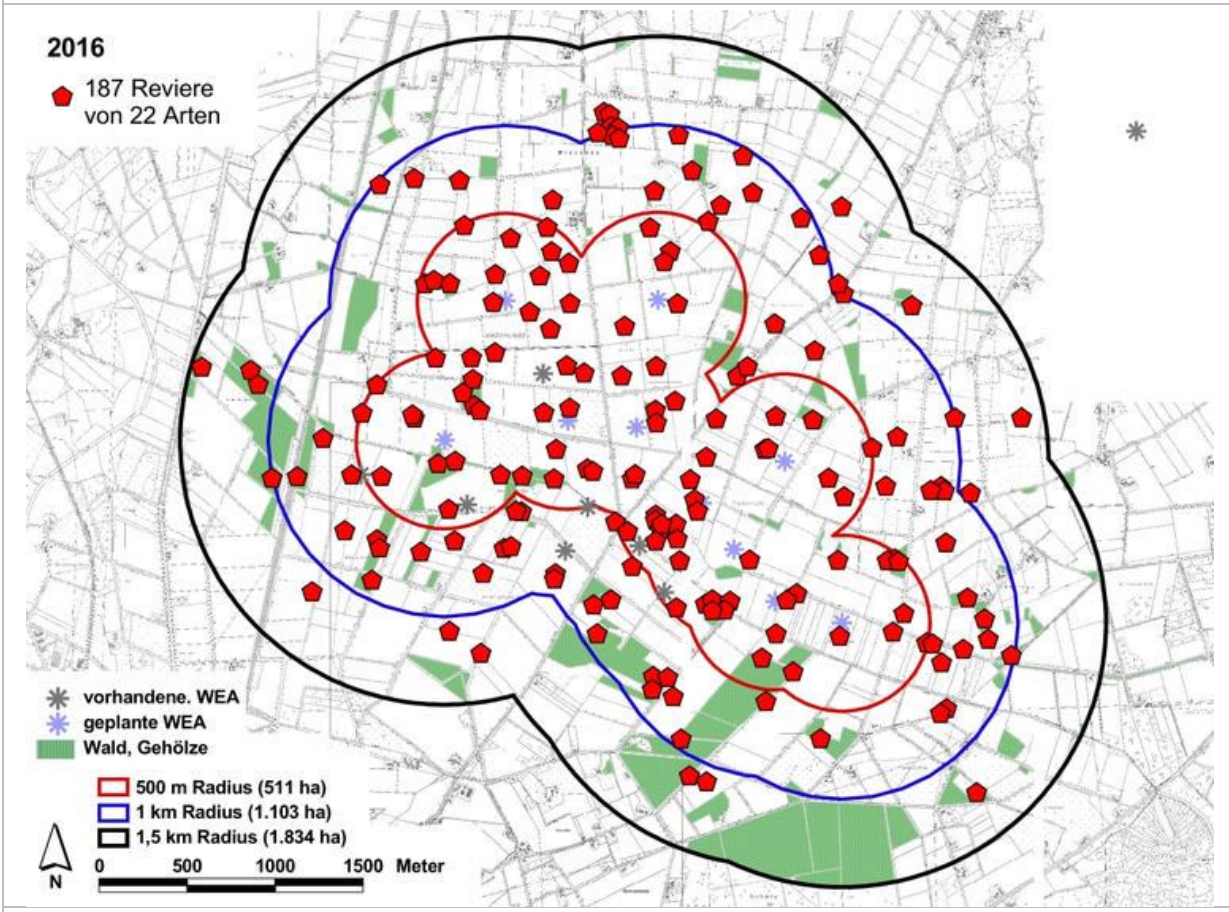 2016
187 Reviere
von 22 Arten
vorhandene. WEA
geplante WEA
Wald, Gehölze
500 m Radius (511 ha)
1 km Radius (1.103 ha)
1,5 km Radius (1.834 ha)
0 500 1000 1500 Meter
N